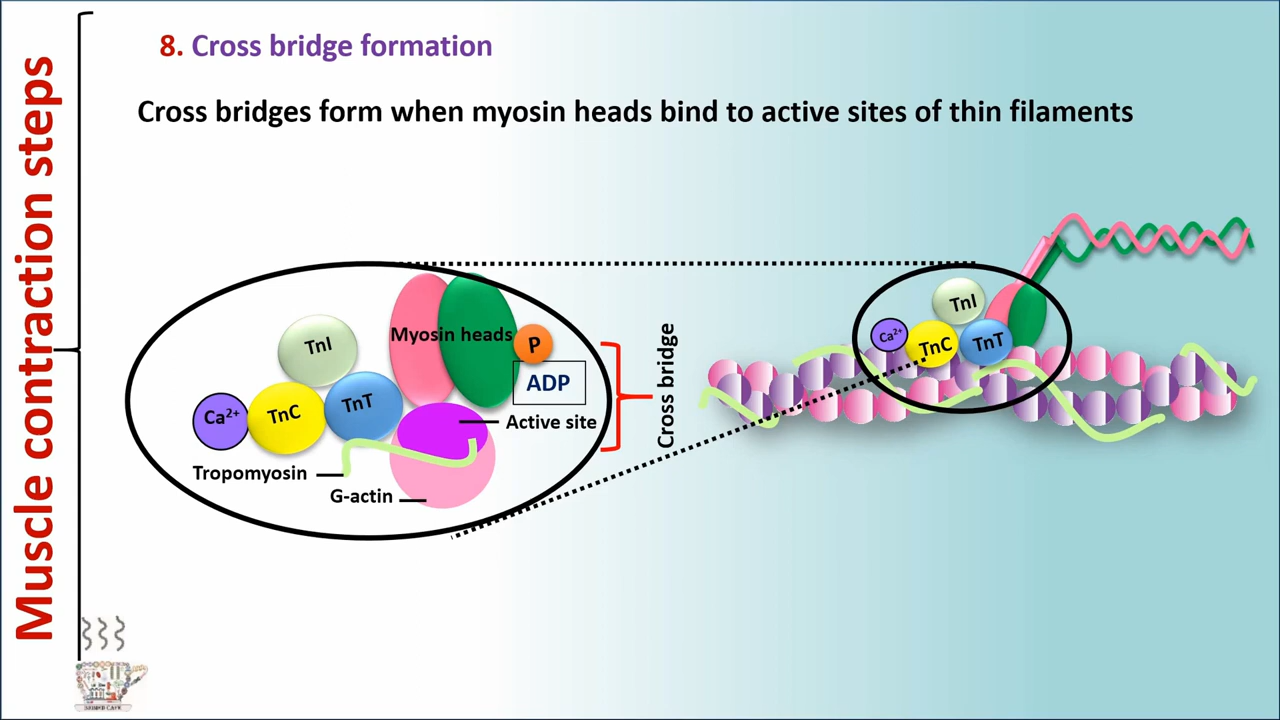 Muscle contraction steps
8. Cross bridge formation
Cross bridges form when myosin heads bind to active sites of thin filaments
TnI
Myosin heads
P
ADP
Ca²⁺
TnC
TnT
Active site
Tropomyosin
G-actin
Cross bridge
TnI
Ca²⁺
TnC
TnT